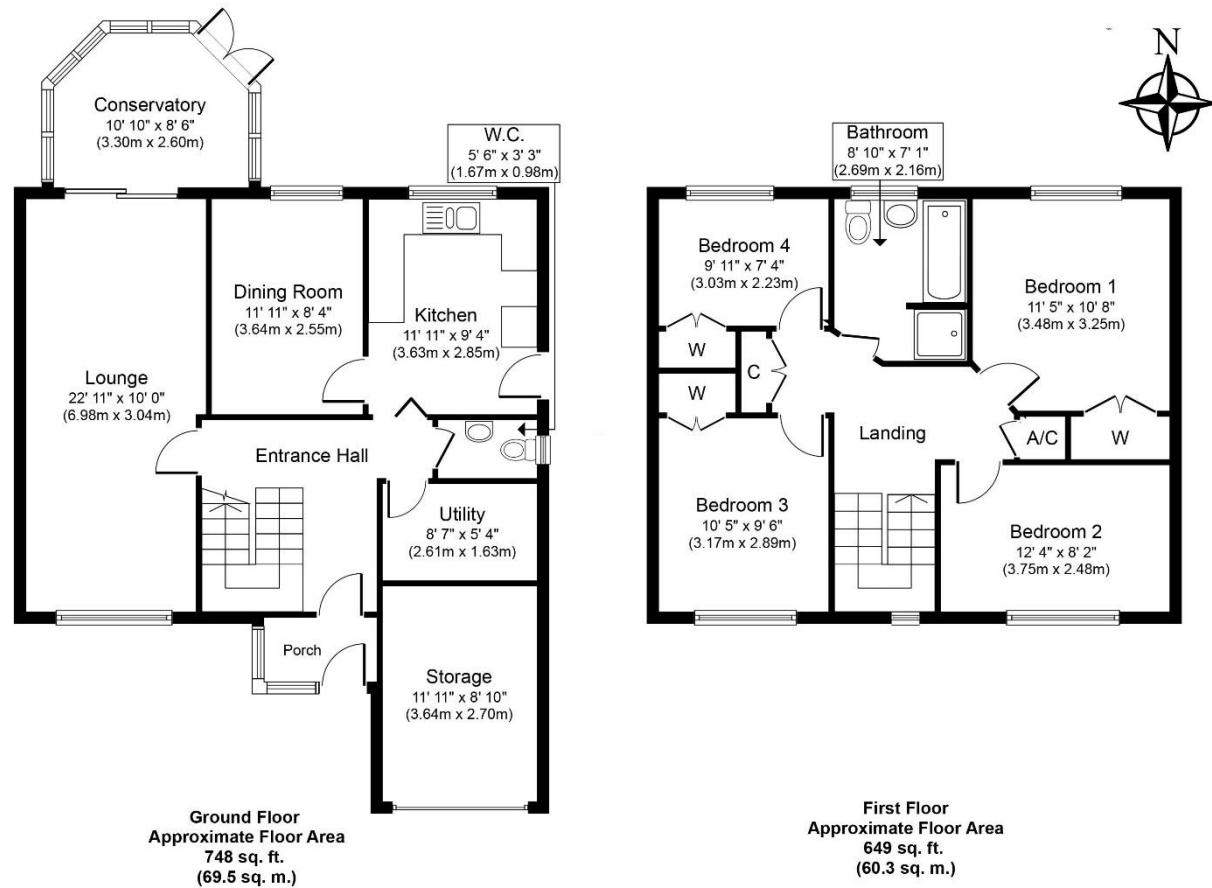 N
Conservatory
10' 10" x 8' 6"
(3.30m x 2.60m)
W.C.
5' 6" x 3' 3"
(1.67m x 0.98m)
Dining Room
11' 11" x 8' 4"
(3.64m x 2.55m)
Kitchen
11' 11" x 9' 4"
(3.63m x 2.85m)
Lounge
22' 11" x 10' 0"
(6.98m x 3.04m)
Entrance Hall
Utility
8' 7" x 5' 4"
(2.61m x 1.63m)
Porch
Storage
11' 11" x 8' 10"
(3.64m x 2.70m)
Ground Floor
Approximate Floor Area
748 sq. ft.
(69.5 sq. m.)
Bathroom
8' 10" x 7' 1"
(2.69m x 2.16m)
Bedroom 4
9' 11" x 7' 4"
(3.03m x 2.23m)
Bedroom 1
11' 5" x 10' 8"
(3.48m x 3.25m)
W
C
W
Landing
A/C
W
Bedroom 3
10' 5" x 9' 6"
(3.17m x 2.89m)
Bedroom 2
12' 4" x 8' 2"
(3.75m x 2.48m)
First Floor
Approximate Floor Area
649 sq. ft.
(60.3 sq. m.)